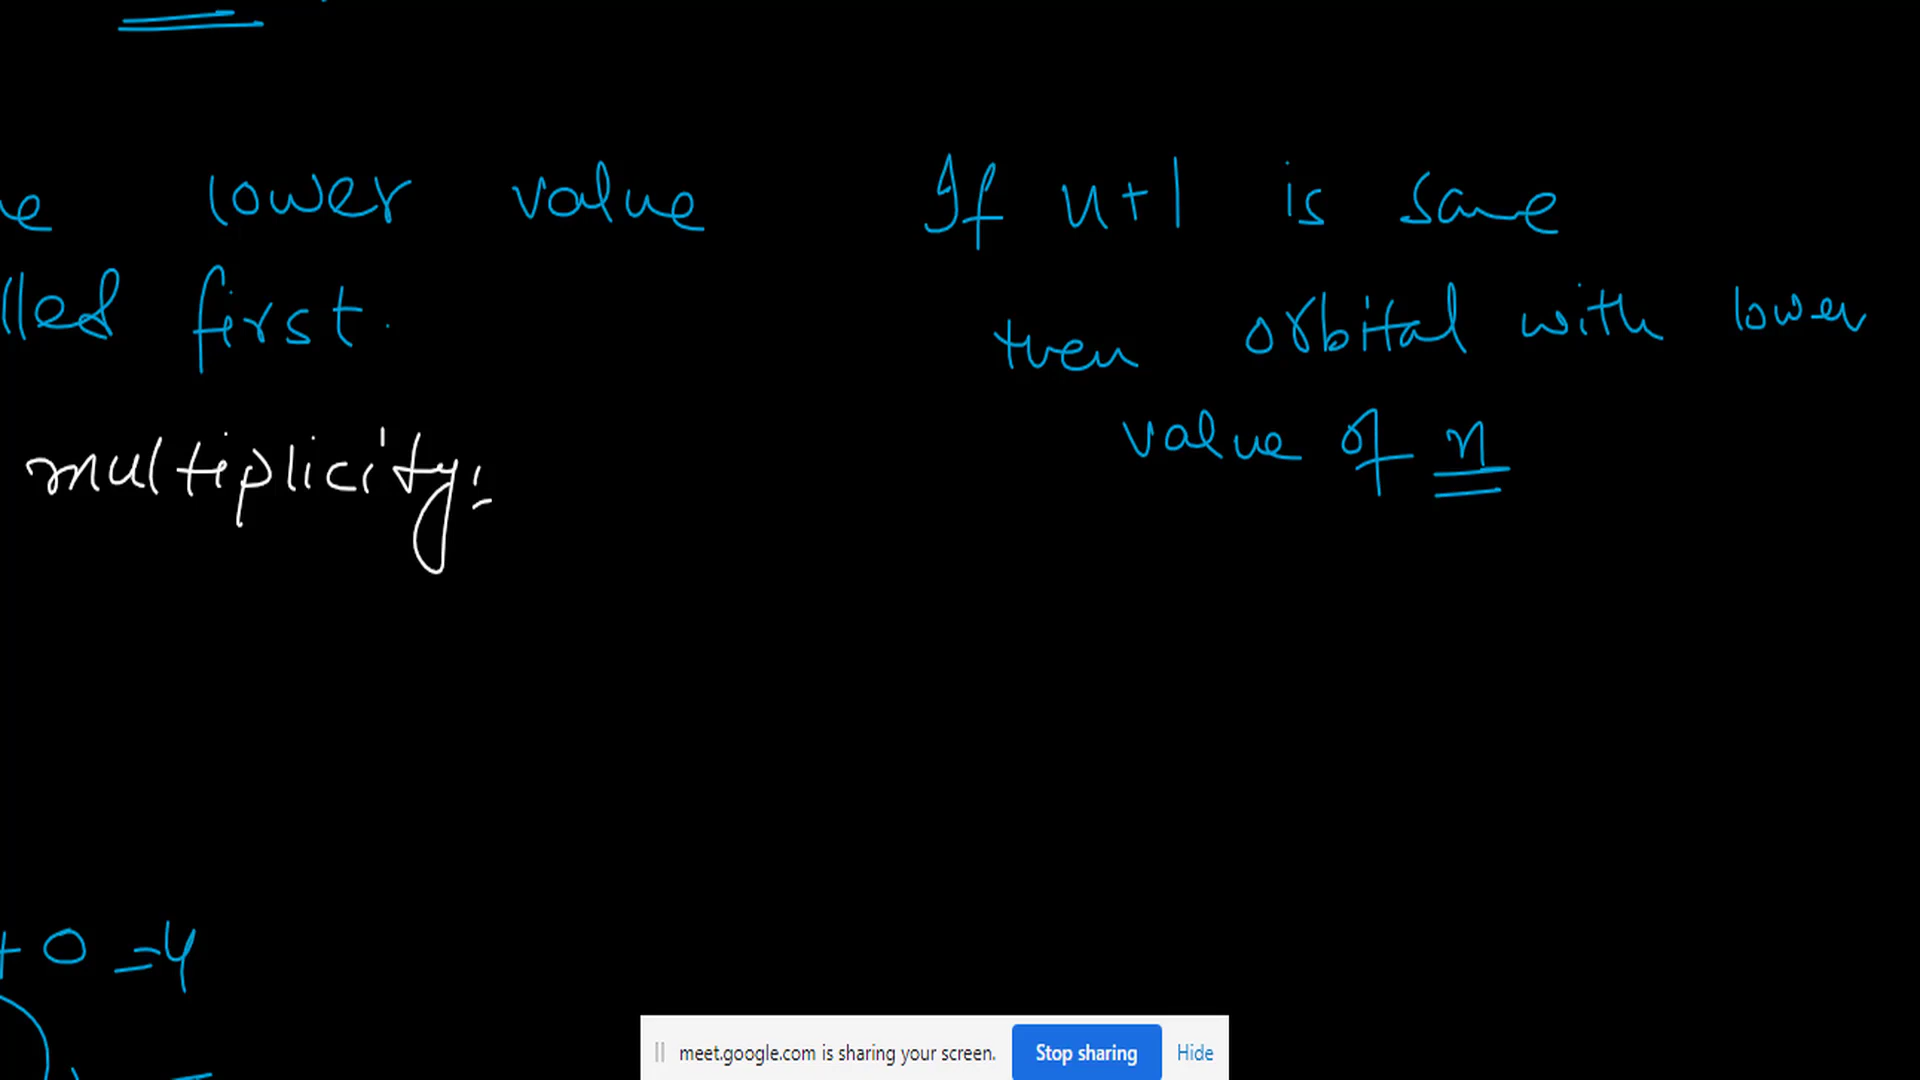 lower value
lled first.
multiplicity:
If n+l is same
then orbital with lower
value of n
+ 0 = 4
meet.google.com is sharing your screen. Stop sharing Hide